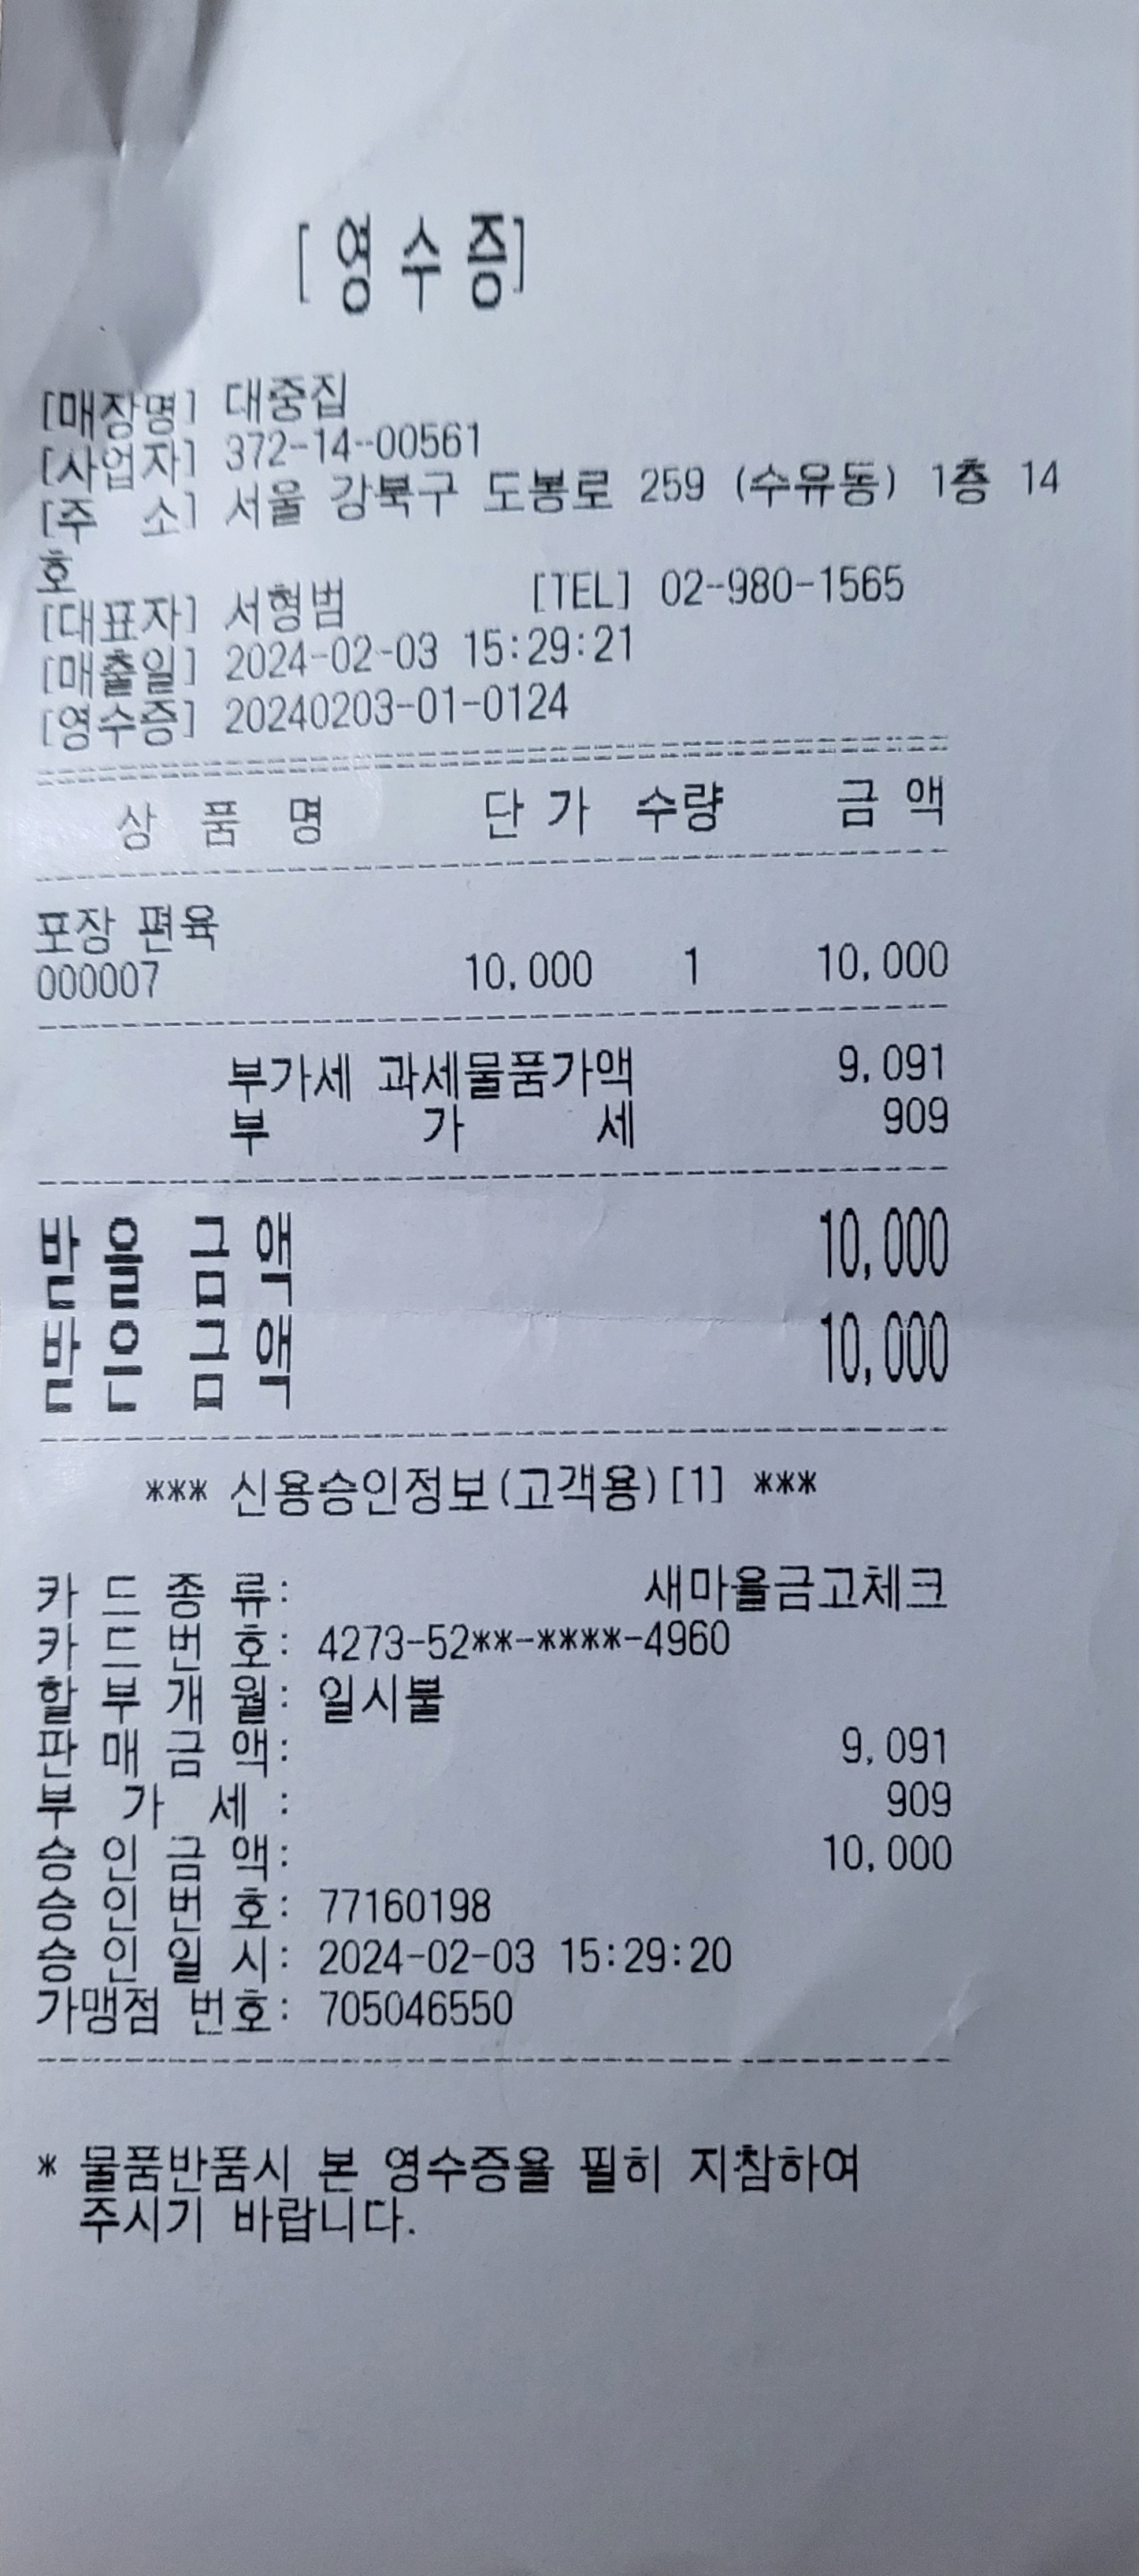 [영수증]
[매장명] 대중집
[사업자] 372-14-00561
[주 소] 서울 강북구 도봉로 259 (수유동) 1층 14
호
[대표자] 서형범 [TEL] 02-980-1565
[매출일] 2024-02-03 15:29:21
[영수증] 20240203-01-0124
상 품 명 단 가 수량 금 액
포장 편육
000007 10,000 1 10,000
부가세 과세물품가액 9,091
부 가 세 909
받 을 금 액 10,000
받 은 금 액 10,000
*** 신용승인정보(고객용)[1] ***
카 드 종 류: 새마을금고체크
카 드 번 호: 4273-52**-****-4960
할 부 개 월: 일시불
판 매 금 액: 9,091
부 가 세 : 909
승 인 금 액: 10,000
승 인 번 호: 77160198
승 인 일 시: 2024-02-03 15:29:20
가맹점 번호: 705046550
* 물품반품시 본 영수증을 필히 지참하여
주시기 바랍니다.